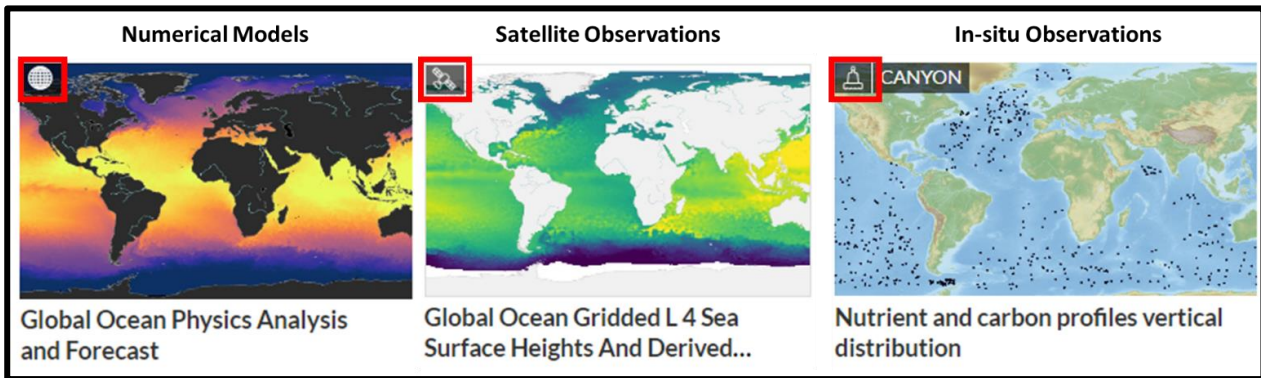 Numerical Models
Satellite Observations
In-situ Observations
CANYON
Global Ocean Physics Analysis
and Forecast
Global Ocean Gridded L 4 Sea
Surface Heights And Derived...
Nutrient and carbon profiles vertical
distribution